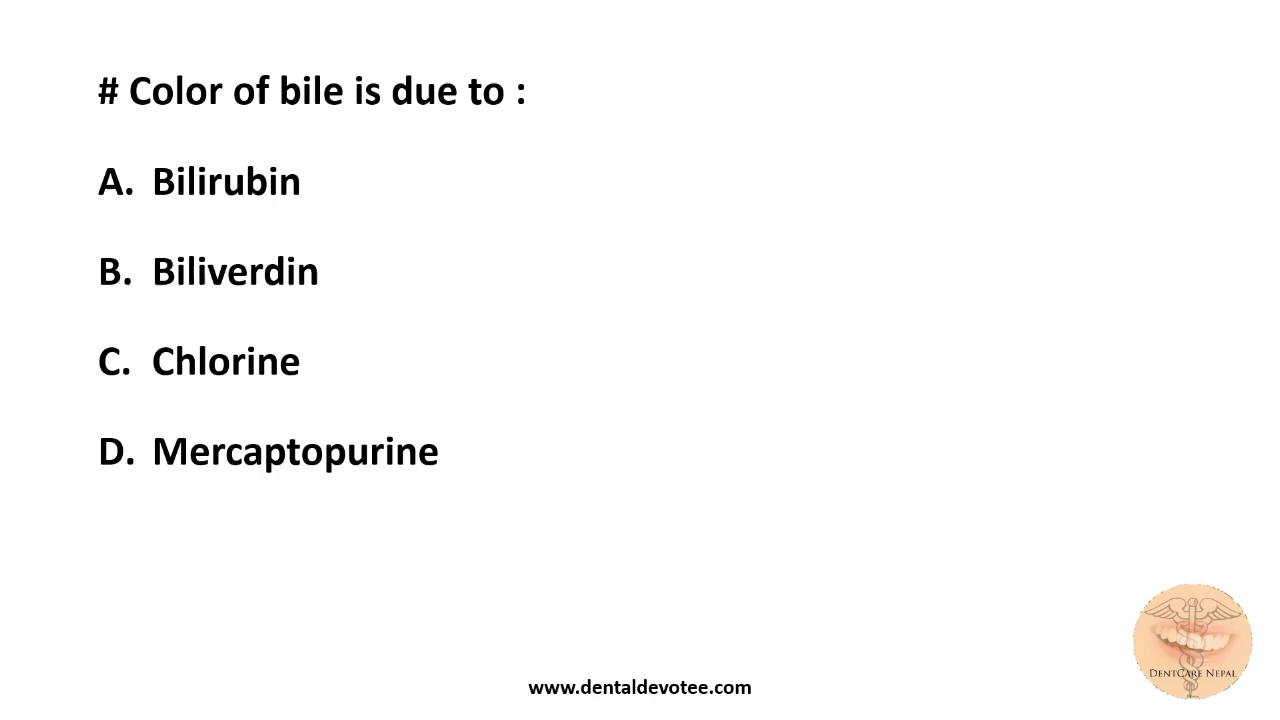 # Color of bile is due to :
A. Bilirubin
B. Biliverdin
C. Chlorine
D. Mercaptopurine
DentCare Nepal
www.dentaldevotee.com